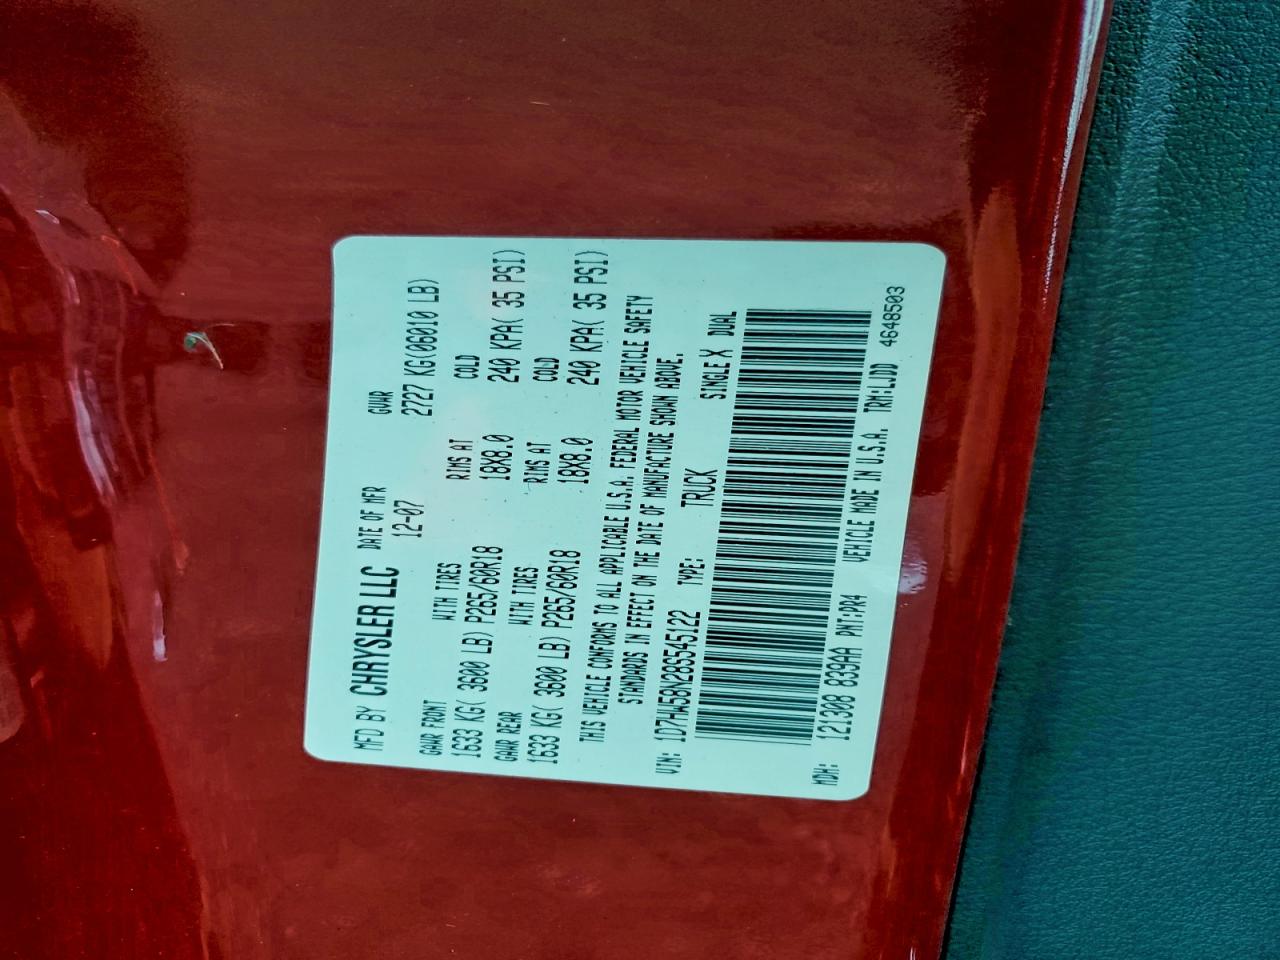 MFD BY CHRYSLER LLC DATE OF MFR GVWR
12-07 2727 KG(06010 LB)
GAWR FRONT WITH TIRES RIMS AT COLD
1633 KG( 3600 LB) P265/60R18 18X8.0 240 KPA( 35 PSI)
GAWR REAR WITH TIRES RIMS AT COLD
1633 KG( 3600 LB) P265/60R18 18X8.0 240 KPA( 35 PSI)
THIS VEHICLE CONFORMS TO ALL APPLICABLE U.S.A. FEDERAL MOTOR VEHICLE SAFETY
STANDARDS IN EFFECT ON THE DATE OF MANUFACTURE SHOWN ABOVE.
VIN: 1D7HW58N28S545122 TYPE: TRUCK SINGLE X DUAL
MDH: 121308 839AA PNT:PR4 VEHICLE MADE IN U.S.A. TRM:LJDD 4648503